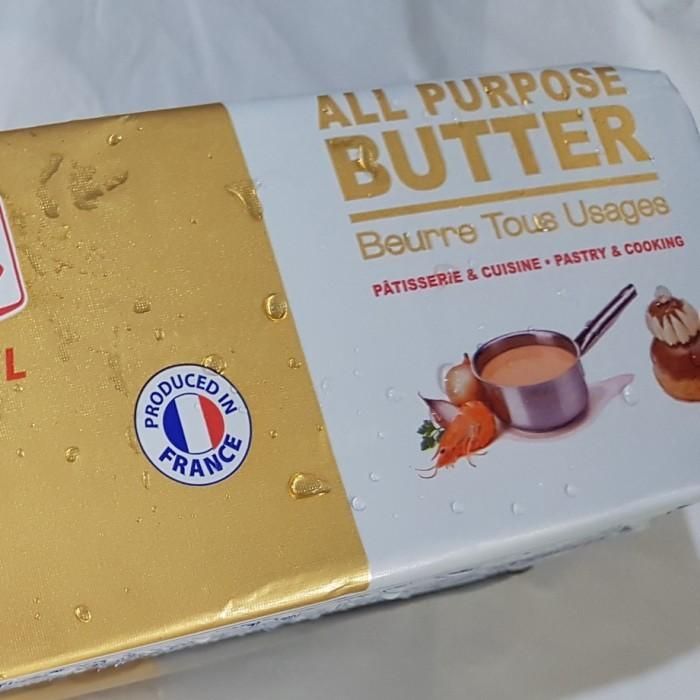 ALL PURPOSE
BUTTER
Beurre Tous Usages
PÂTISSERIE & CUISINE • PASTRY & COOKING
L
PRODUCED IN
FRANCE